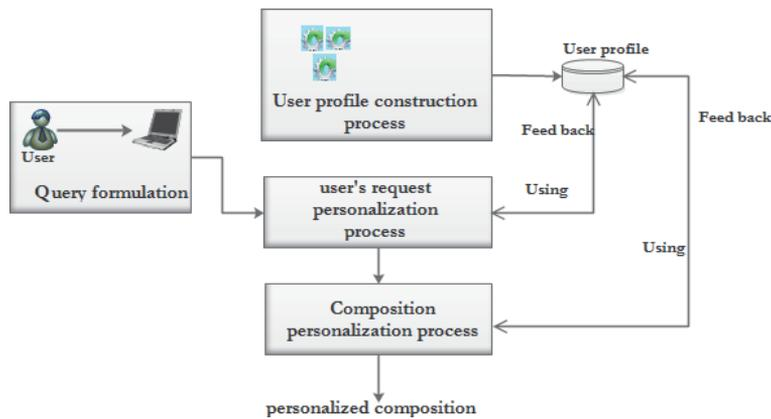 User profile
User profile construction
process
Feed back
Feed back
User
Query formulation
user's request
personalization
process
Using
Using
Composition
personalization process
personalized composition